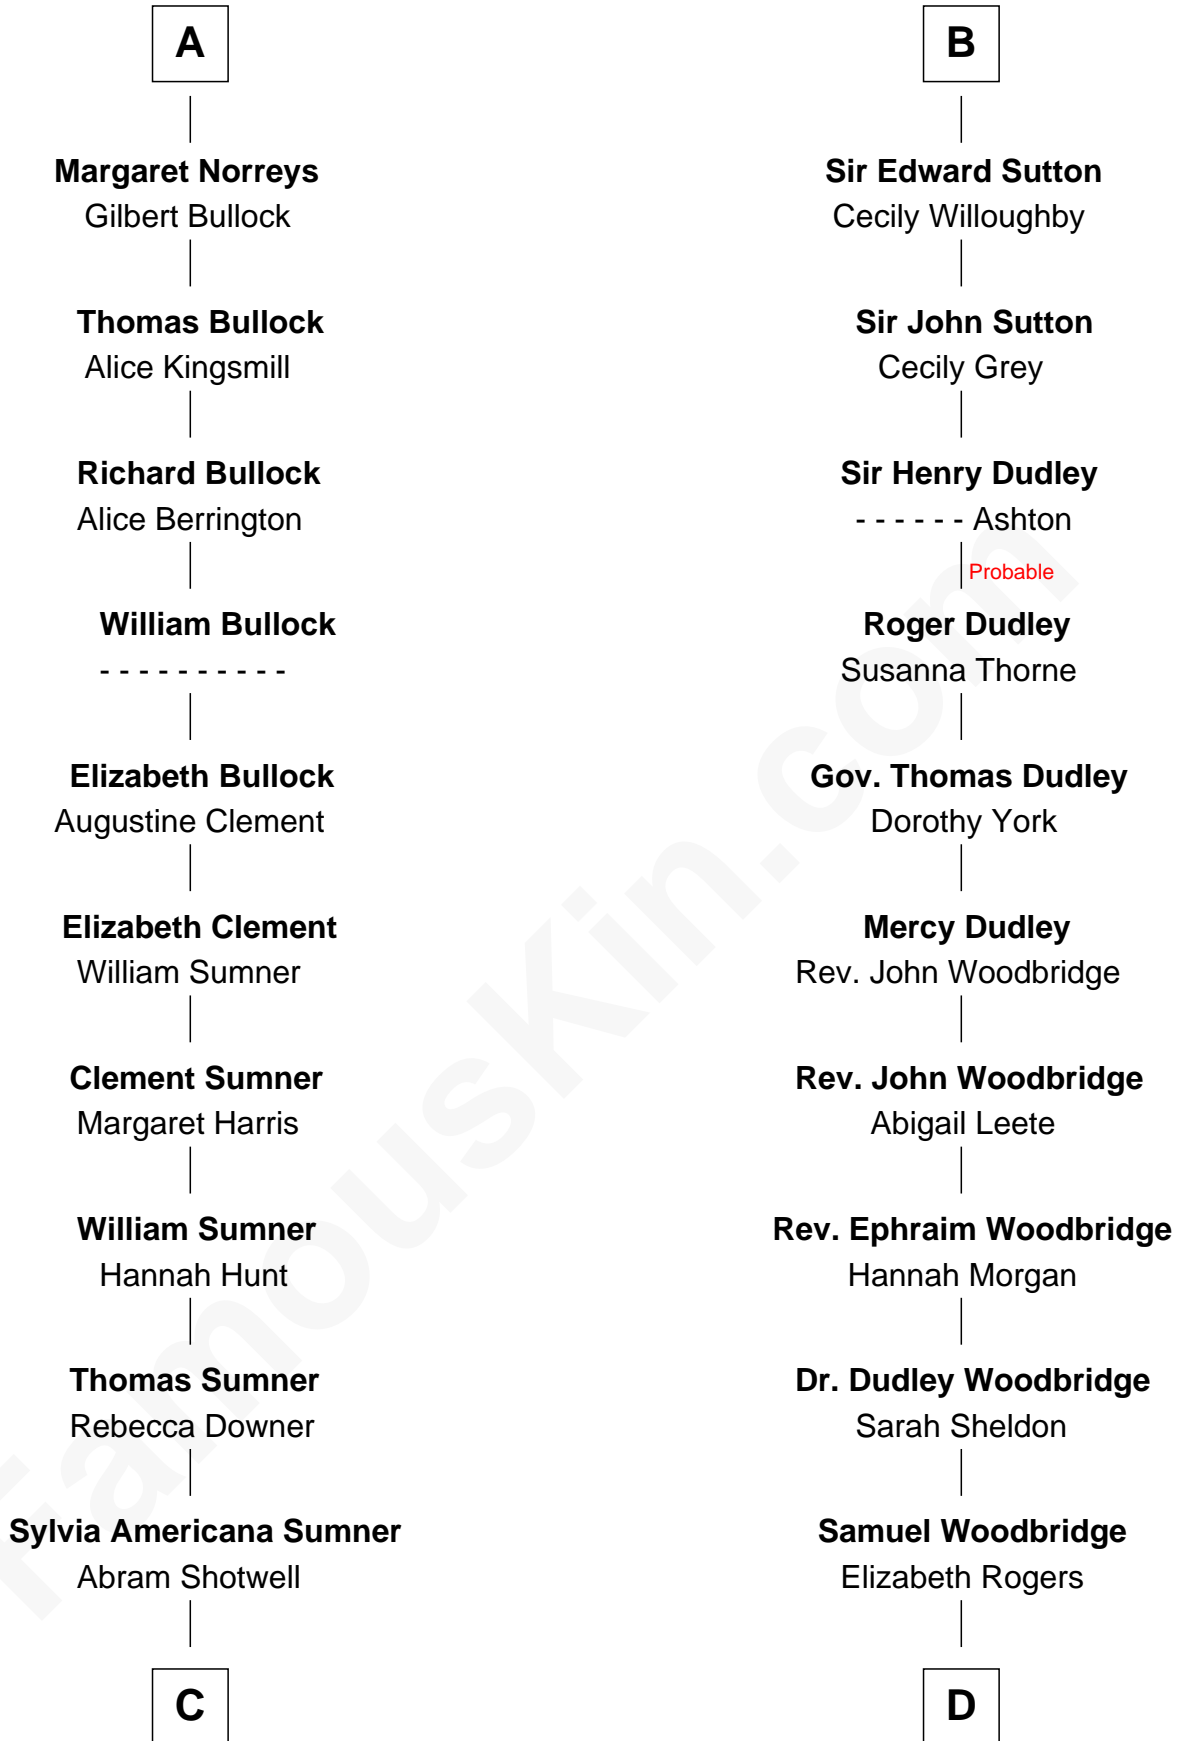 A
Margaret Norreys
Gilbert Bullock
Thomas Bullock
Alice Kingsmill
Richard Bullock
Alice Berrington
William Bullock
- - - - - - - - - -
Elizabeth Bullock
Augustine Clement
Elizabeth Clement
William Sumner
Clement Sumner
Margaret Harris
William Sumner
Hannah Hunt
Thomas Sumner
Rebecca Downer
Sylvia Americana Sumner
Abram Shotwell
C
B
Sir Edward Sutton
Cecily Willoughby
Sir John Sutton
Cecily Grey
Sir Henry Dudley
- - - - - - Ashton
Probable
Roger Dudley
Susanna Thorne
Gov. Thomas Dudley
Dorothy York
Mercy Dudley
Rev. John Woodbridge
Rev. John Woodbridge
Abigail Leete
Rev. Ephraim Woodbridge
Hannah Morgan
Dr. Dudley Woodbridge
Sarah Sheldon
Samuel Woodbridge
Elizabeth Rogers
D
FamousKin.com